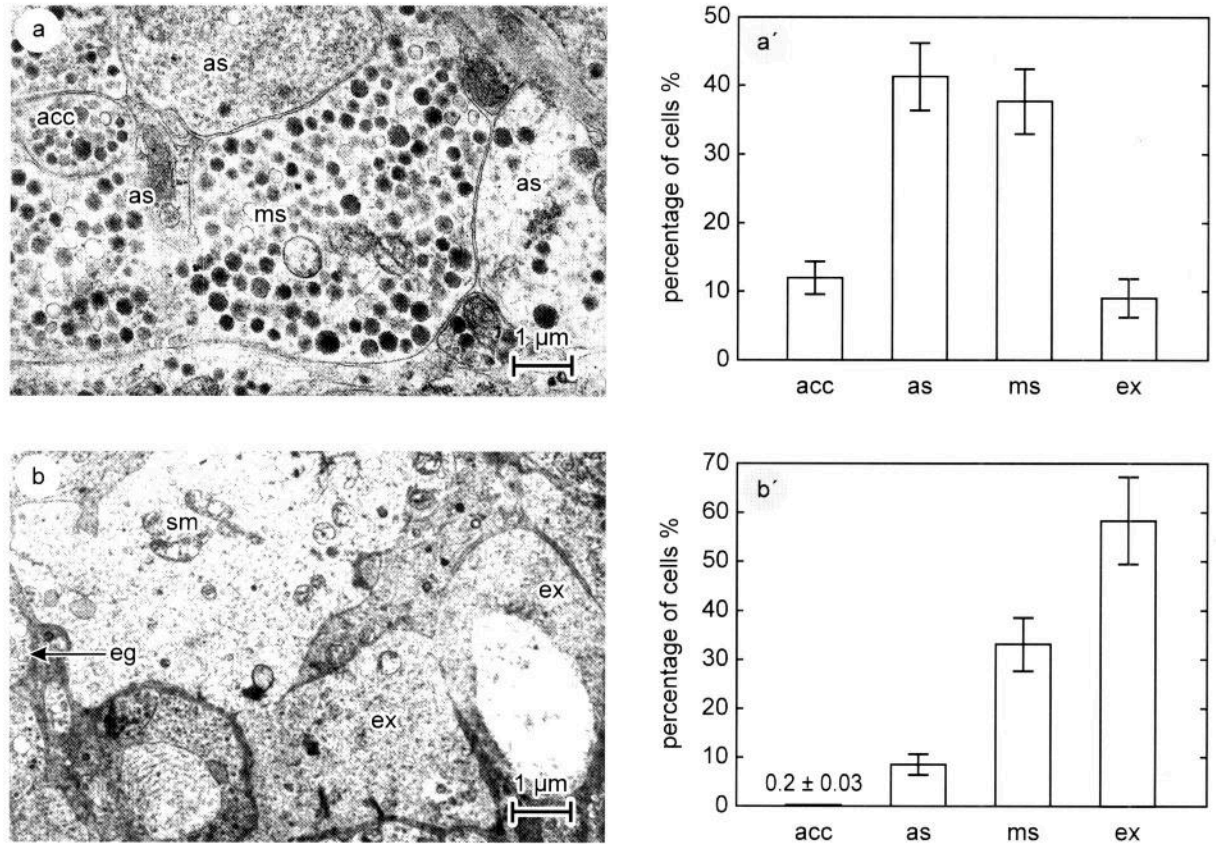 a
as
acc
as
ms
as
1 µm
a´
percentage of cells %
50
40
30
20
10
0
acc as ms ex
b
sm
ex
eg
ex
1 µm
b´
percentage of cells %
70
60
50
40
30
20
10
0
0.2 ± 0.03
acc as ms ex